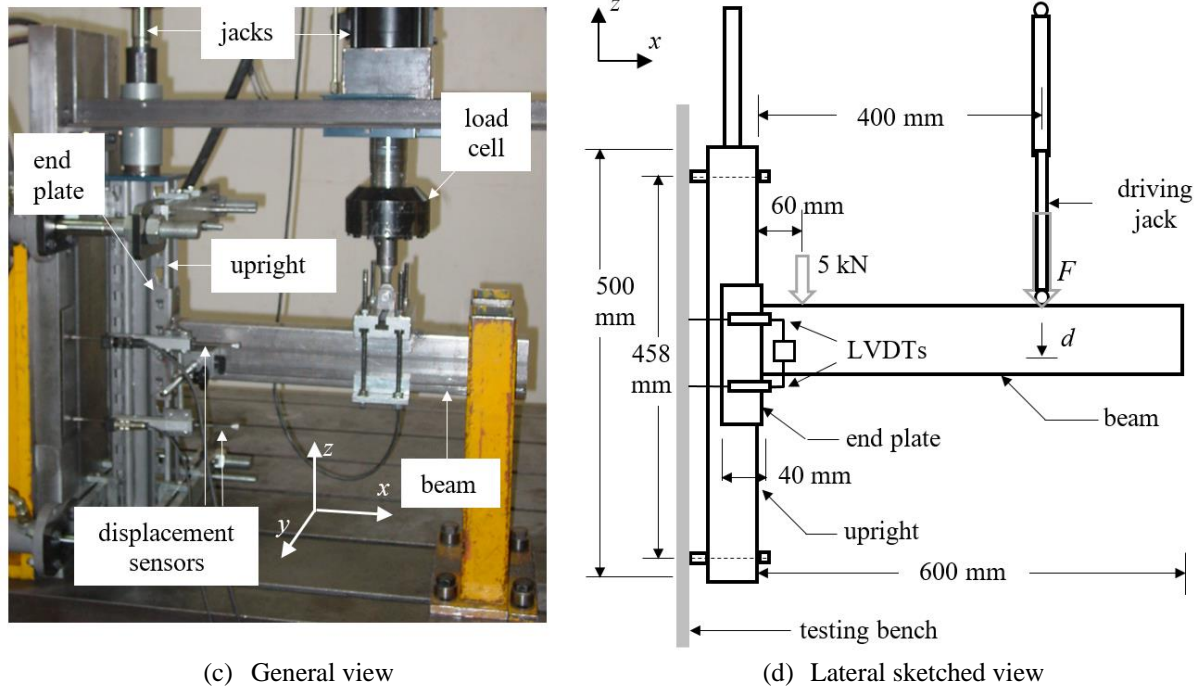 jacks
load
cell
end
plate
upright
z
x
y
beam
displacement
sensors
(c) General view
z
x
400 mm
driving
jack
60 mm
5 kN
F
500
mm
458
mm
d
LVDTs
beam
end plate
40 mm
upright
600 mm
testing bench
(d) Lateral sketched view